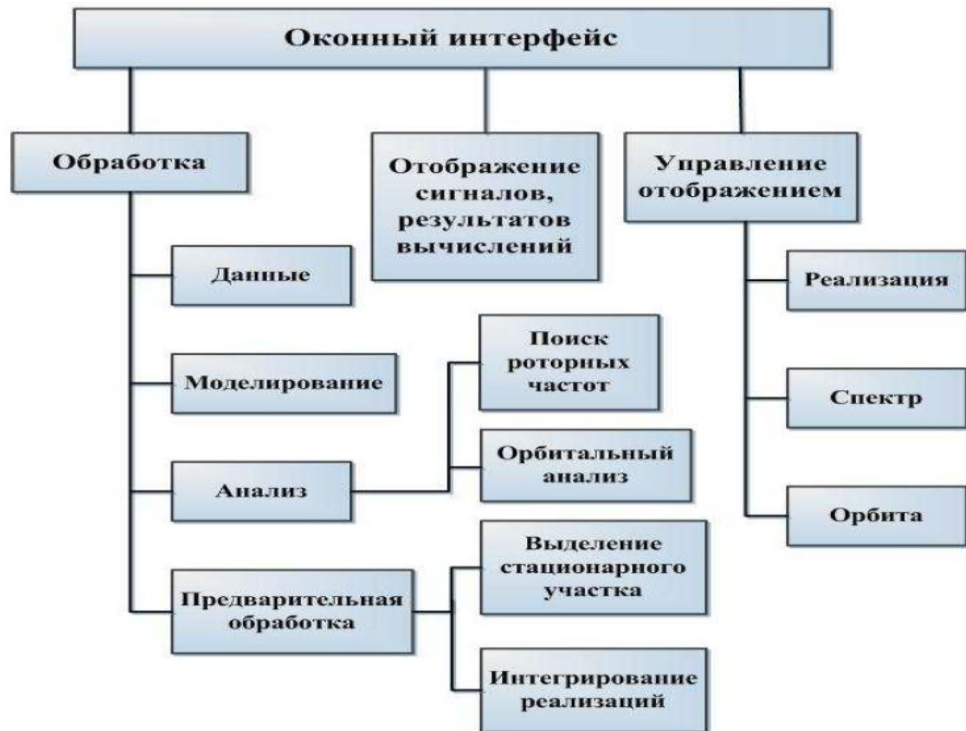 Оконный интерфейс
Обработка
Отображение
сигналов,
результатов
вычислений
Управление
отображением
Данные
Моделирование
Анализ
Предварительная
обработка
Поиск
роторных
частот
Орбитальный
анализ
Выделение
стационарного
участка
Интегрирование
реализаций
Реализация
Спектр
Орбита